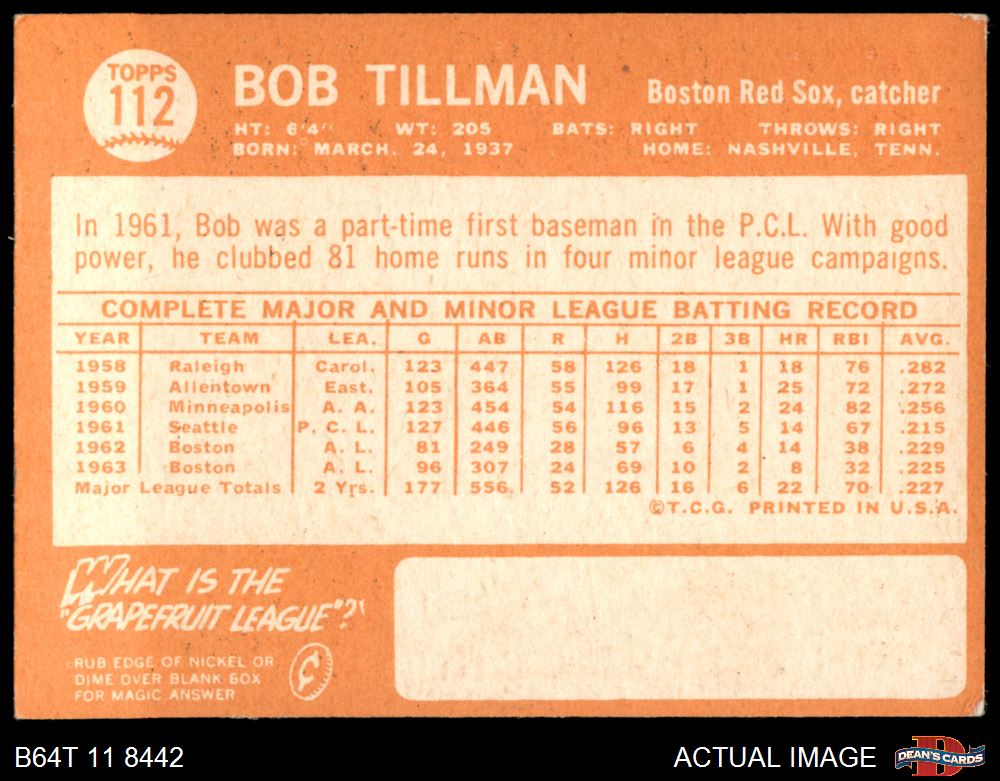 TOPPS
112
BOB TILLMAN
Boston Red Sox, catcher
HT: 6'4" WT: 205 BATS: RIGHT THROWS: RIGHT
BORN: MARCH. 24, 1937 HOME: NASHVILLE, TENN.
In 1961, Bob was a part-time first baseman in the P.C.L. With good
power, he clubbed 81 home runs in four minor league campaigns.
COMPLETE MAJOR AND MINOR LEAGUE BATTING RECORD
YEAR TEAM LEA. G AB R H 2B 3B HR RBI AVG.
1958 Raleigh Carol. 123 447 58 126 18 1 18 76 .282
1959 Allentown East. 105 364 55 99 17 1 25 72 .272
1960 Minneapolis A. A. 123 454 54 116 15 2 24 82 .256
1961 Seattle P. C. L. 127 446 56 96 13 5 14 67 .215
1962 Boston A. L. 81 249 28 57 6 4 14 38 .229
1963 Boston A. L. 96 307 24 69 10 2 8 32 .225
Major League Totals 2 Yrs. 177 556 52 126 16 6 22 70 .227
©T.C.G. PRINTED IN U.S.A.
WHAT IS THE
"GRAPEFRUIT LEAGUE"?
RUB EDGE OF NICKEL OR
DIME OVER BLANK BOX
FOR MAGIC ANSWER
B64T 11 8442
ACTUAL IMAGE
D
DEAN'S CARDS